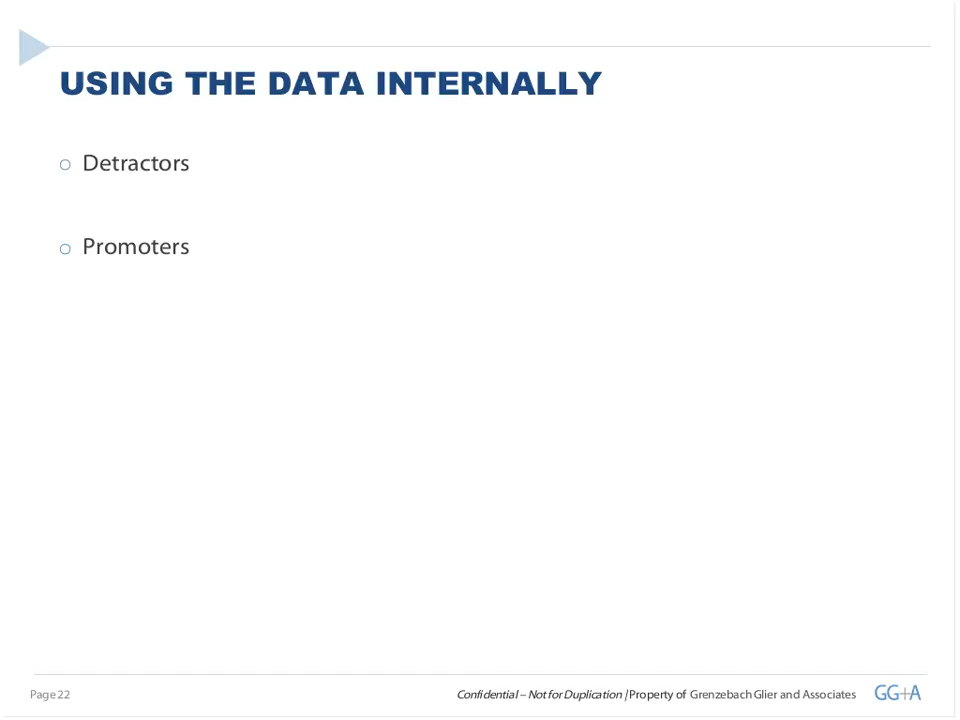 USING THE DATA INTERNALLY
Detractors
Promoters
Page 22
Confidential – Not for Duplication | Property of Grenzebach Glier and Associates
GG+A